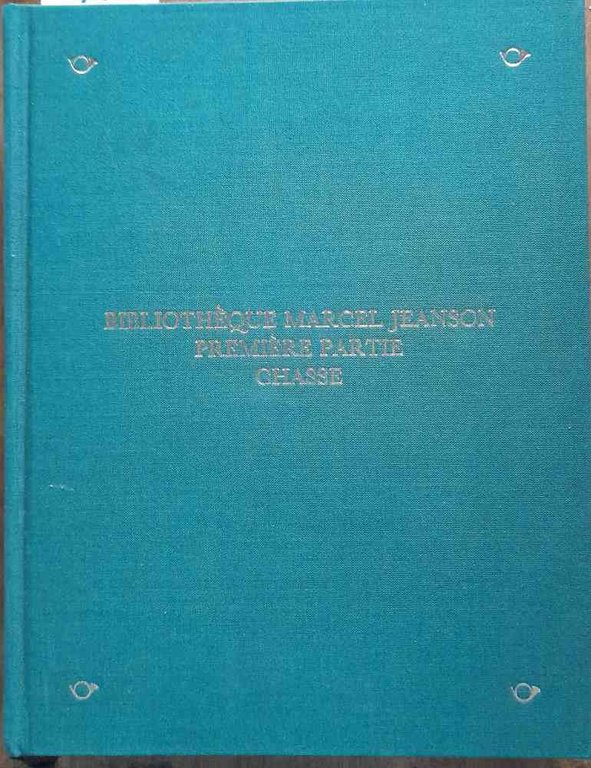 BIBLIOTHÈQUE MARCEL JEANSON
PREMIÈRE PARTIE
CHASSE